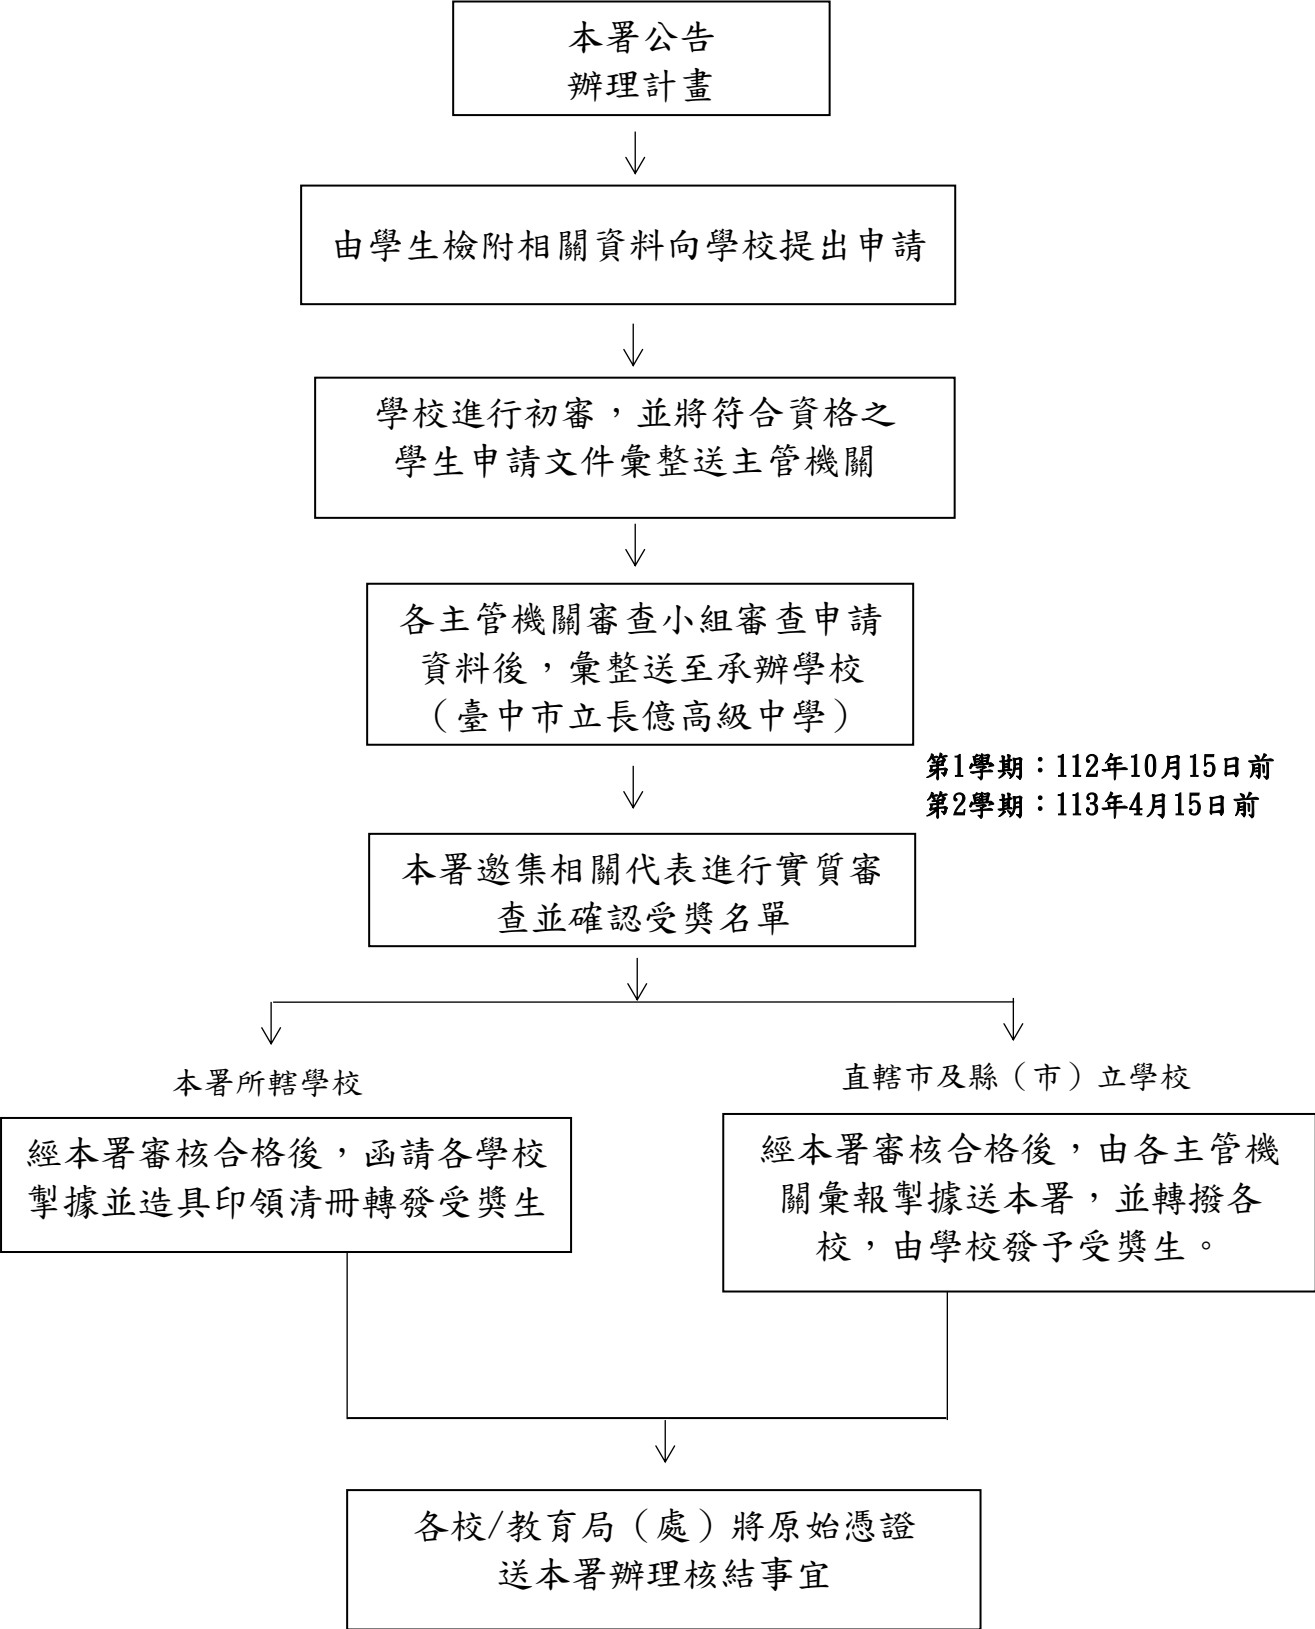 本署公告
辦理計畫
由學生檢附相關資料向學校提出申請
學校進行初審，並將符合資格之
學生申請文件彙整送主管機關
各主管機關審查小組審查申請
資料後，彙整送至承辦學校
（臺中市立長億高級中學）
第1學期：112年10月15日前
第2學期：113年4月15日前
本署邀集相關代表進行實質審
查並確認受獎名單
本署所轄學校
經本署審核合格後，函請各學校
掣據並造具印領清冊轉發受獎生
直轄市及縣（市）立學校
經本署審核合格後，由各主管機
關彙報掣據送本署，並轉撥各
校，由學校發予受獎生。
各校/教育局（處）將原始憑證
送本署辦理核結事宜